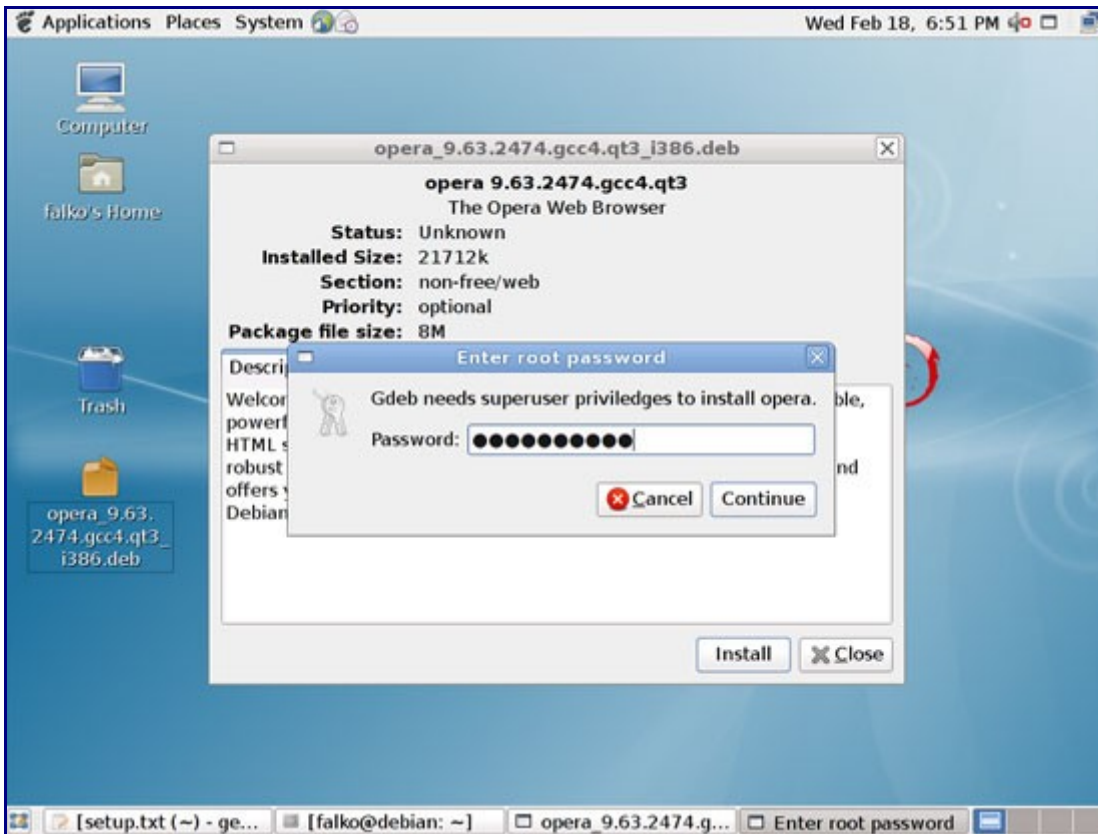 Applications Places System Wed Feb 18, 6:51 PM
Computer
falko's Home
Trash
opera_9.63.
2474.gcc4.qt3_
i386.deb
opera_9.63.2474.gcc4.qt3_i386.deb
opera 9.63.2474.gcc4.qt3
The Opera Web Browser
Status: Unknown
Installed Size: 21712k
Section: non-free/web
Priority: optional
Package file size: 8M
Descri
Welcor ble,
powerf
HTML s
robust nd
offers y
Debian
Enter root password
Gdeb needs superuser priviledges to install opera.
Password: ●●●●●●●●●●
Cancel Continue
Install Close
[setup.txt (~) - ge... [falko@debian: ~] opera_9.63.2474.g... Enter root password